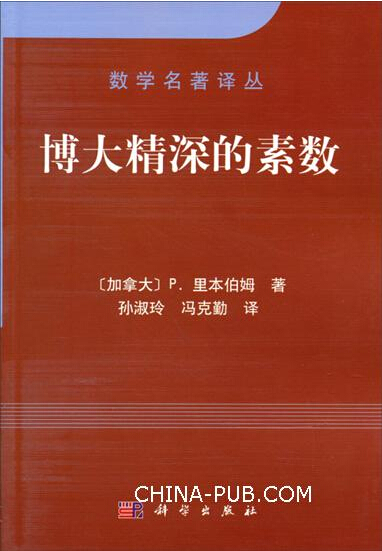 数学名著译丛
博大精深的素数
〔加拿大〕P. 里本伯姆 著
孙淑玲 冯克勤 译
CHINA-PUB.COM
科学出版社